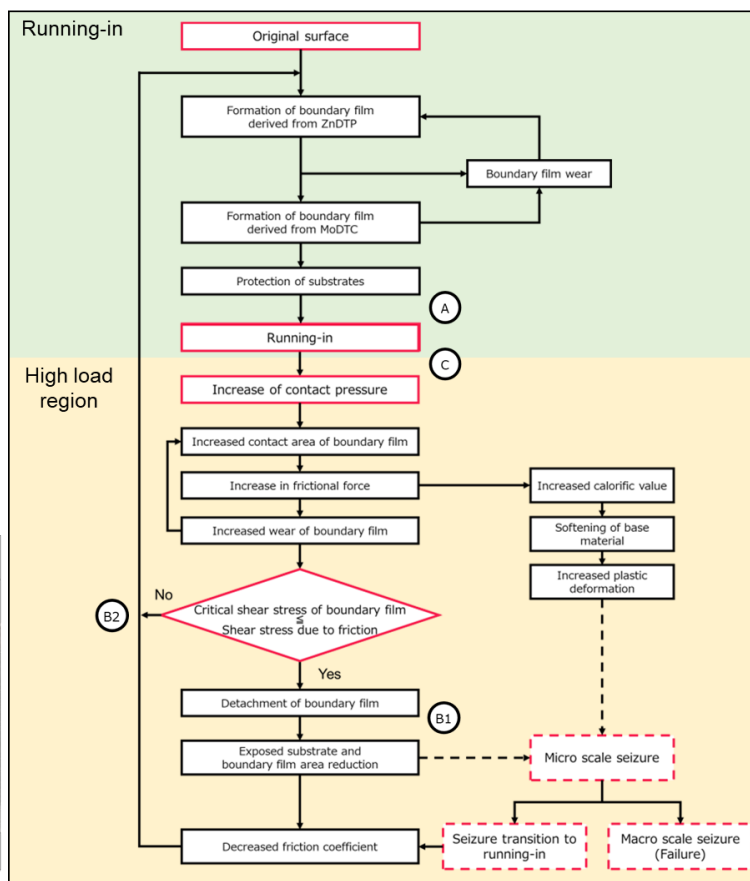 Running-in
Original surface
Formation of boundary film
derived from ZnDTP
Boundary film wear
Formation of boundary film
derived from MoDTC
Protection of substrates
A
Running-in
C
High load
region
Increase of contact pressure
Increased contact area of boundary film
Increase in frictional force
Increased calorific value
Increased wear of boundary film
Softening of base
material
Increased plastic
deformation
No
B2
Critical shear stress of boundary film
≦
Shear stress due to friction
Yes
Detachment of boundary film
B1
Exposed substrate and
boundary film area reduction
Micro scale seizure
Decreased friction coefficient
Seizure transition to
running-in
Macro scale seizure
(Failure)